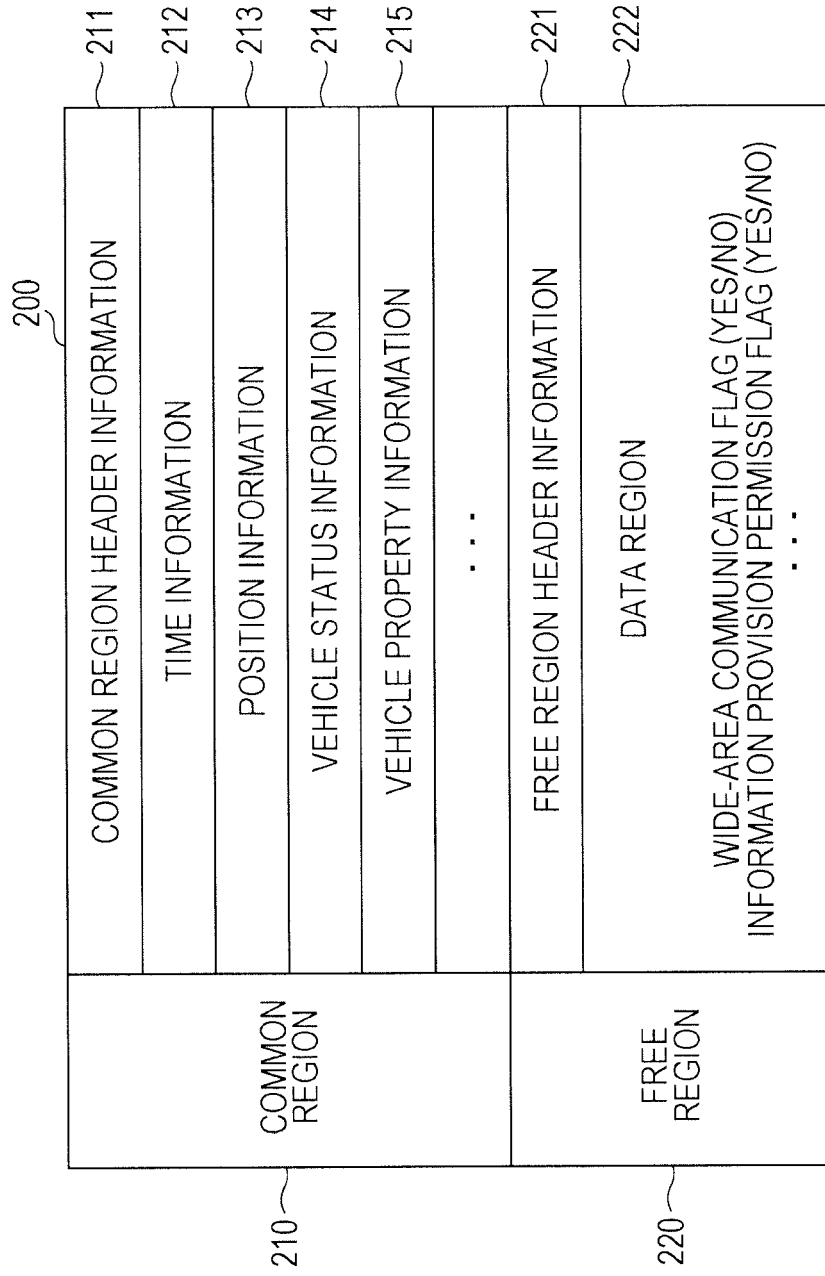 200
COMMON REGION HEADER INFORMATION
211
TIME INFORMATION
212
POSITION INFORMATION
213
VEHICLE STATUS INFORMATION
214
VEHICLE PROPERTY INFORMATION
215
...
COMMON
REGION
210
FREE REGION HEADER INFORMATION
221
DATA REGION
222
WIDE-AREA COMMUNICATION FLAG (YES/NO)
INFORMATION PROVISION PERMISSION FLAG (YES/NO)
...
FREE
REGION
220